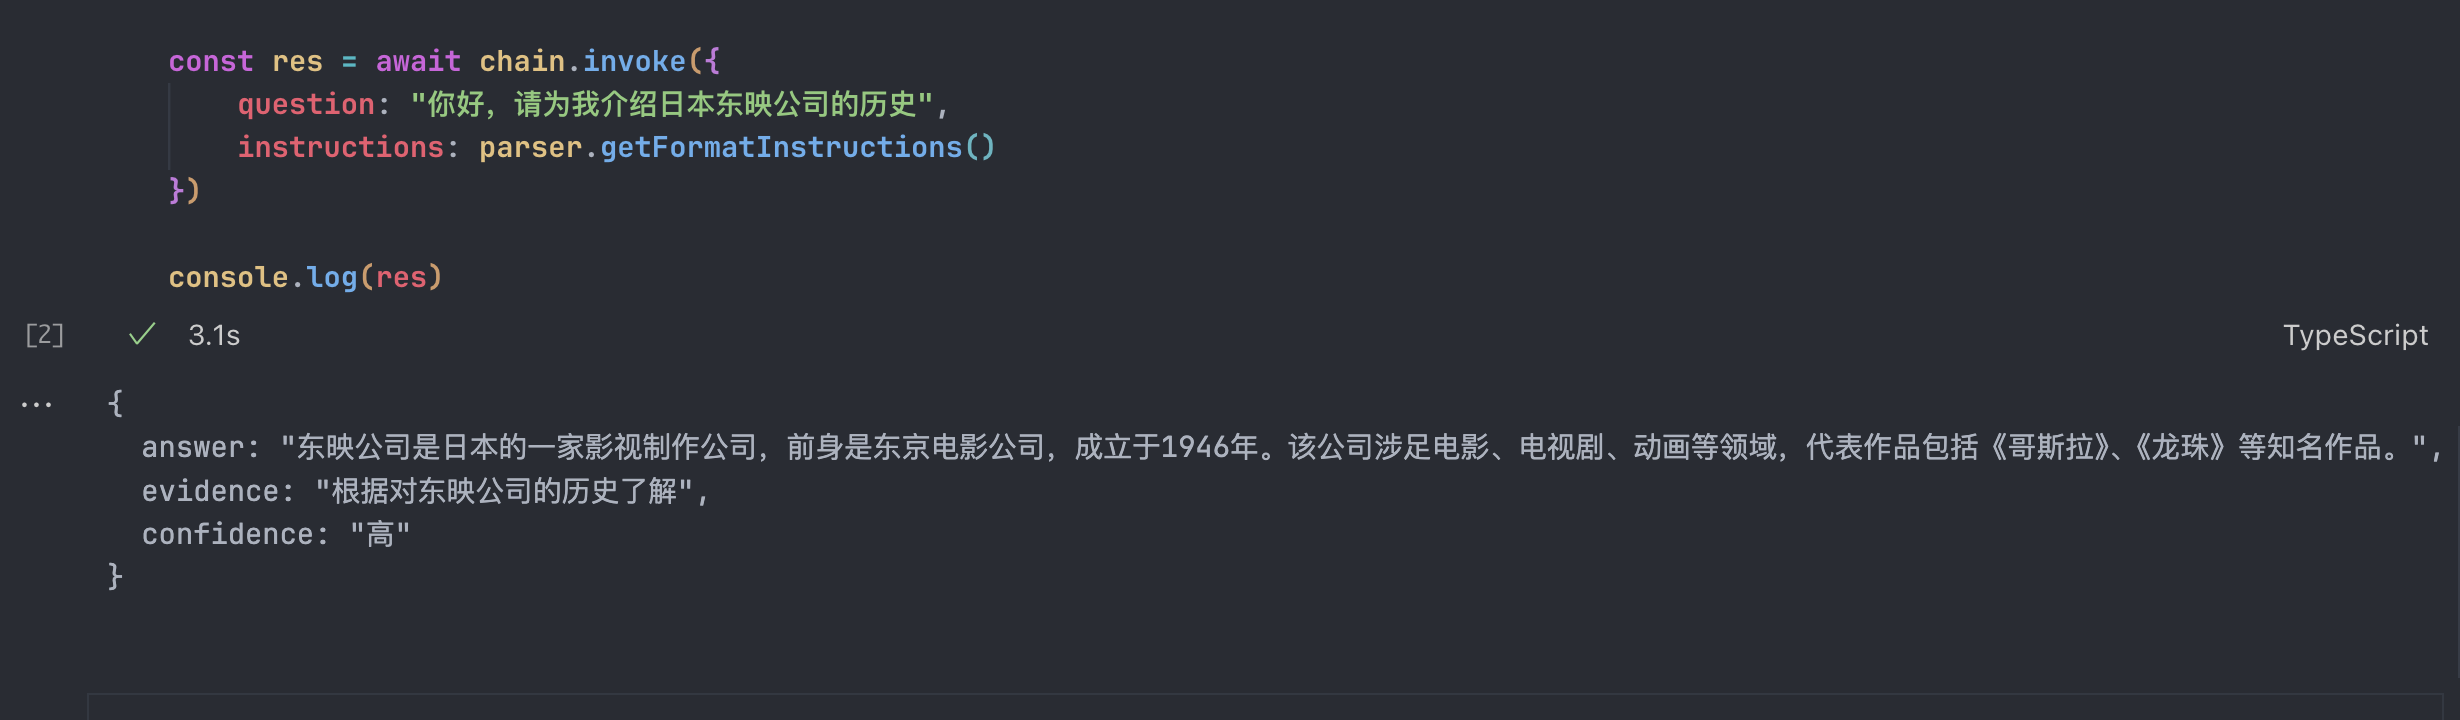 const res = await chain.invoke({
question: "你好，请为我介绍日本东映公司的历史",
instructions: parser.getFormatInstructions()
})
console.log(res)
[2] ✓ 3.1s TypeScript
... {
answer: "东映公司是日本的一家影视制作公司，前身是东京电影公司，成立于1946年。该公司涉足电影、电视剧、动画等领域，代表作品包括《哥斯拉》、《龙珠》等知名作品。",
evidence: "根据对东映公司的历史了解",
confidence: "高"
}